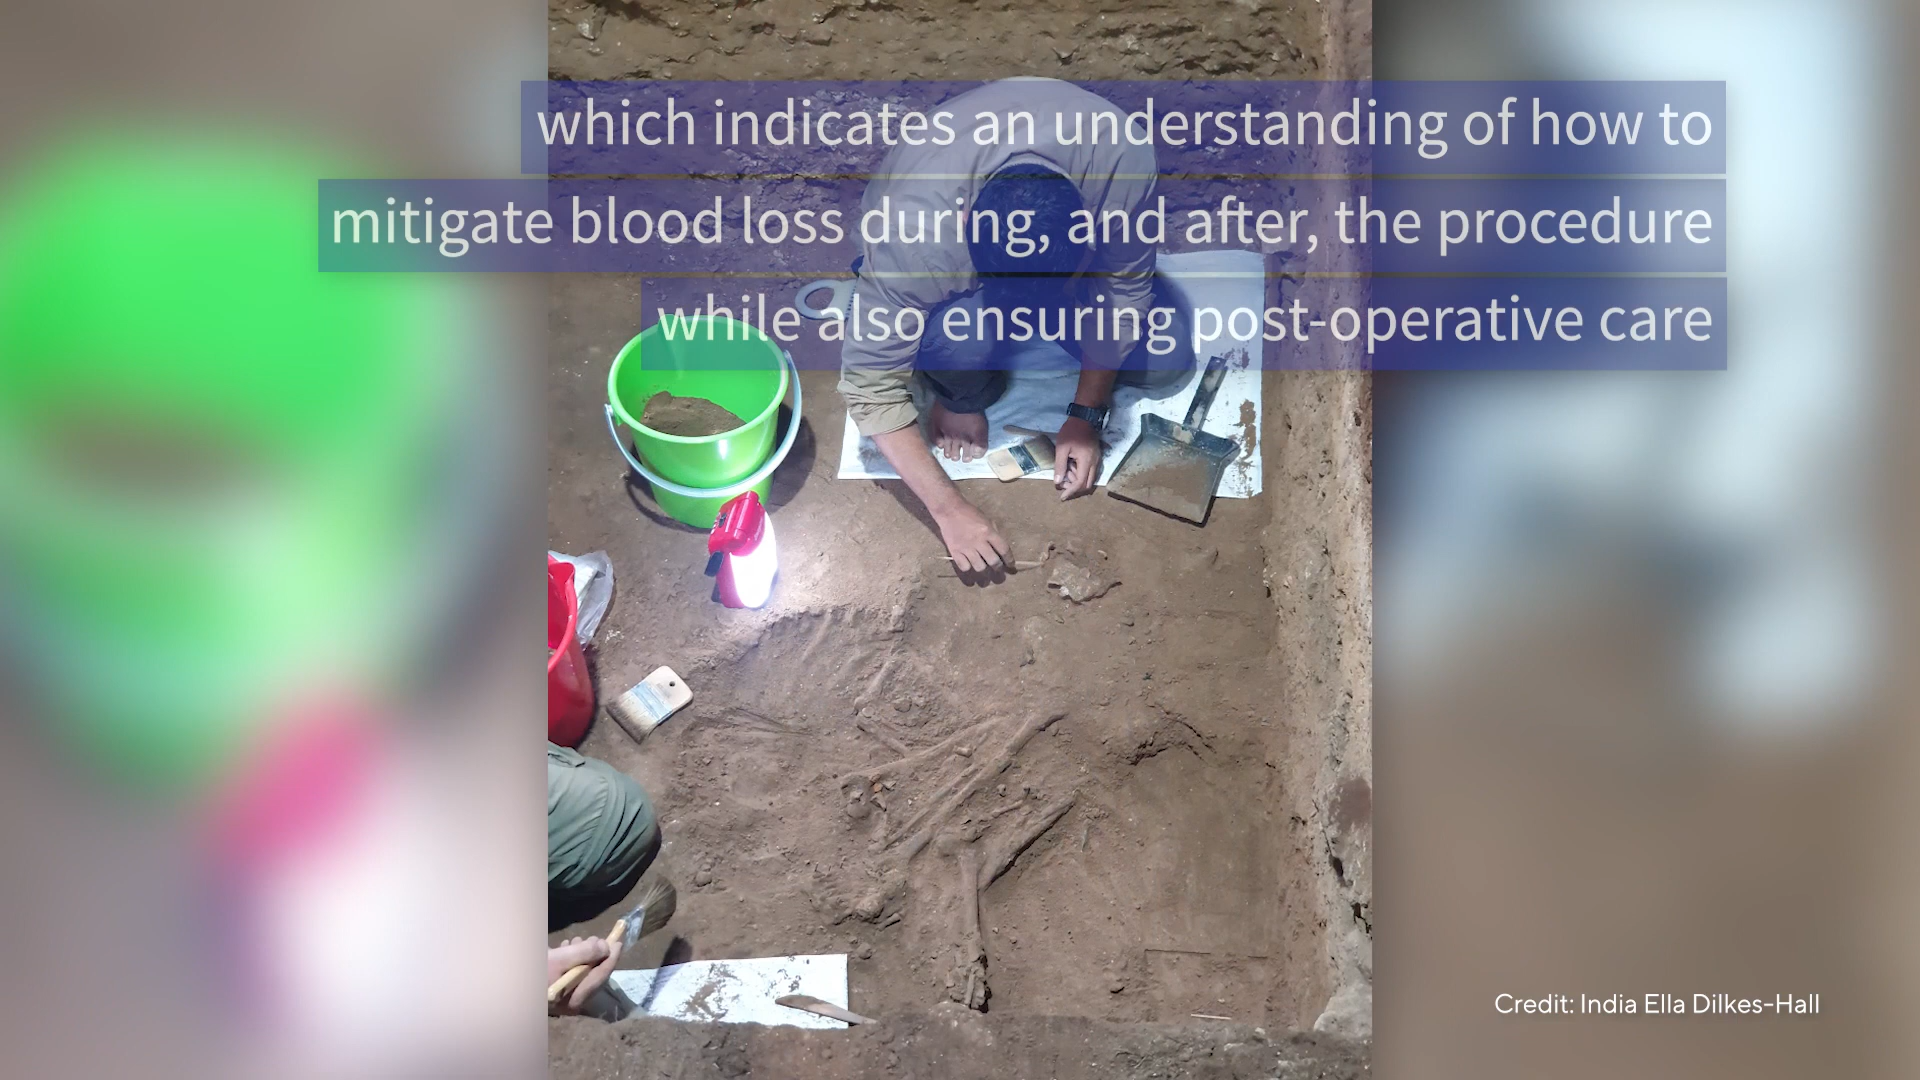 which indicates an understanding of how to
mitigate blood loss during, and after, the procedure
while also ensuring post-operative care
Credit: India Ella Dilkes-Hall